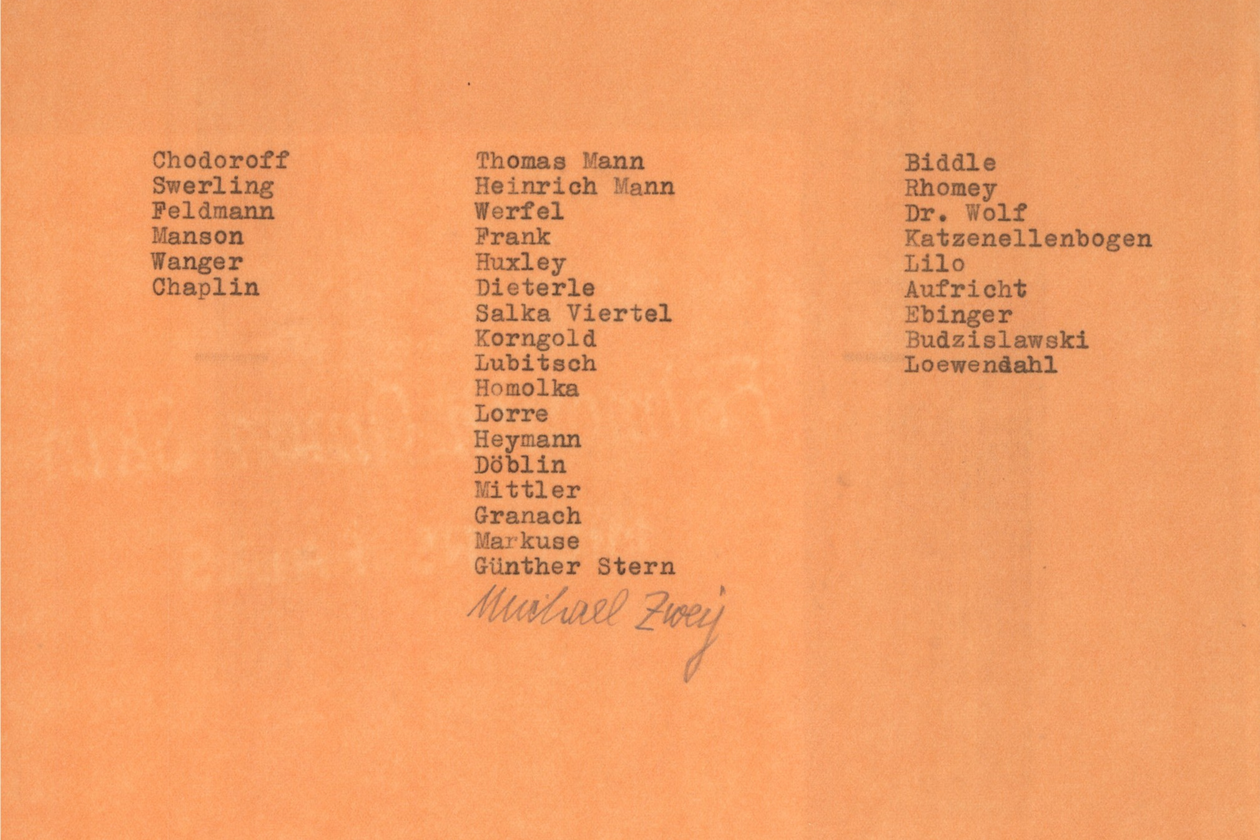 Chodoroff
Swerling
Feldmann
Manson
Wanger
Chaplin
Thomas Mann
Heinrich Mann
Werfel
Frank
Huxley
Dieterle
Salka Viertel
Korngold
Lubitsch
Homolka
Lorre
Heymann
Döblin
Mittler
Granach
Markuse
Günther Stern
Michael Zweig
Biddle
Rhomey
Dr. Wolf
Katzenellenbogen
Lilo
Aufricht
Ebinger
Budzislawski
Loewendahl